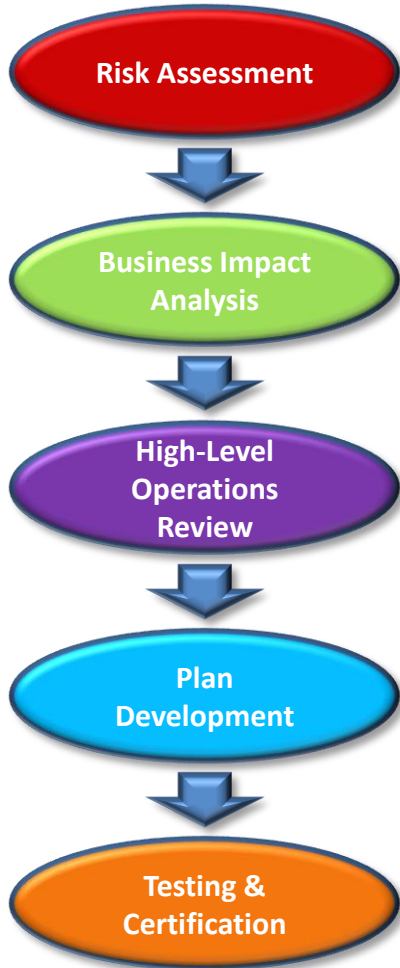 Risk Assessment
Business Impact
Analysis
High-Level
Operations
Review
Plan
Development
Testing &
Certification